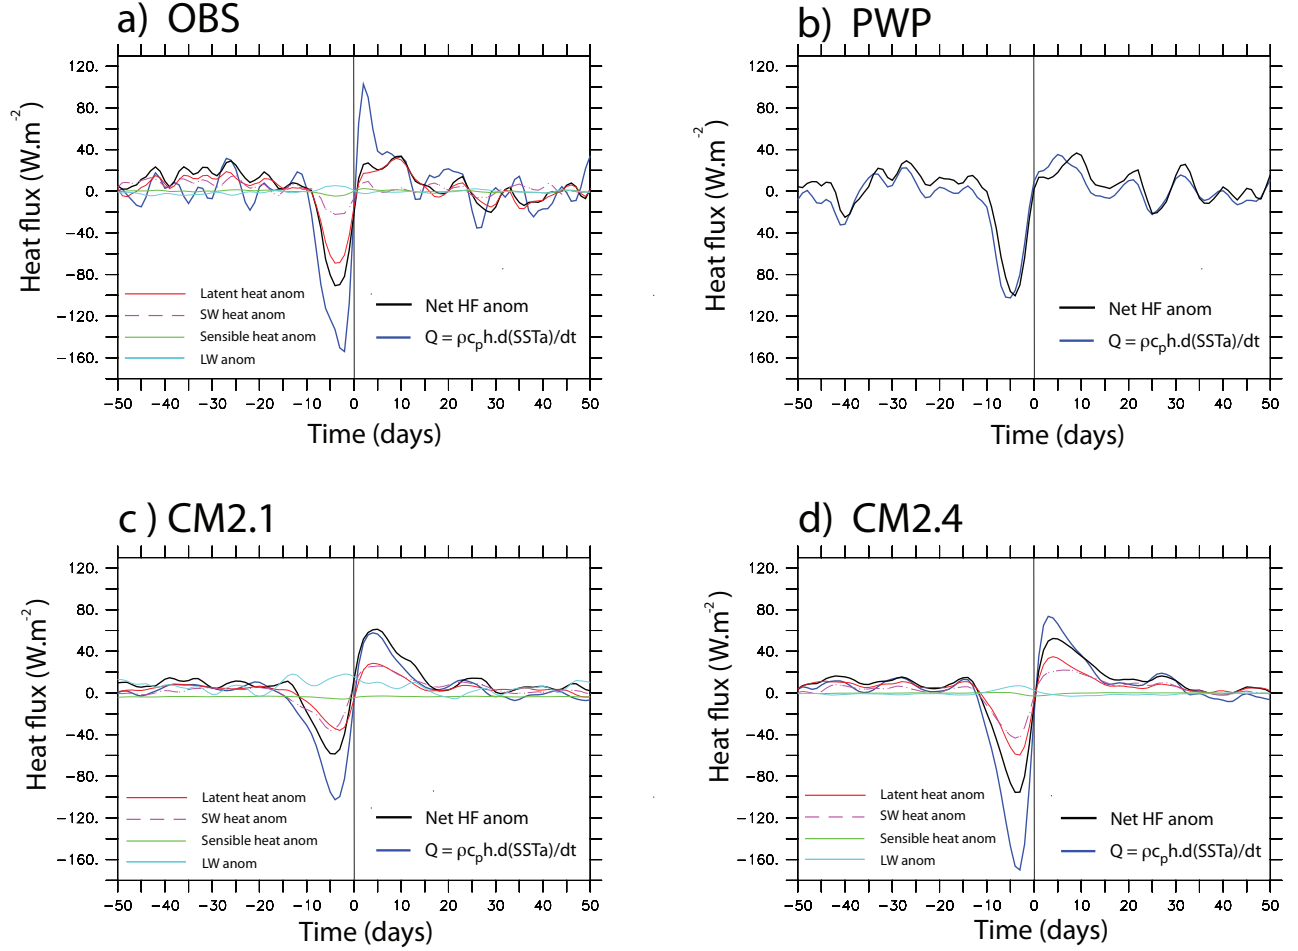 a) OBS
120.
80.
40.
0.
-40.
-80.
-120.
-160.
Heat flux (W.m-2)
Latent heat anom
SW heat anom
Sensible heat anom
LW anom
Net HF anom
Q = ρcph.d(SSTa)/dt
-50 -40 -30 -20 -10 0 10 20 30 40 50
Time (days)
b) PWP
120.
80.
40.
0.
-40.
80.
120.
160.
Heat flux (W.m-2)
Net HF anom
Q = ρcph.d(SSTa)/dt
-50 -40 -30 -20 -10 0 10 20 30 40 50
Time (days)
c ) CM2.1
120.
80.
40.
0.
-40.
-80.
-120.
-160.
Heat flux (W.m-2)
Latent heat anom
SW heat anom
Sensible heat anom
LW anom
Net HF anom
Q = ρcph.d(SSTa)/dt
-50 -40 -30 -20 -10 0 10 20 30 40 50
Time (days)
d) CM2.4
120.
80.
40.
0.
-40.
-80.
-120.
-160.
Heat flux (W.m-2)
Latent heat anom
SW heat anom
Sensible heat anom
LW anom
Net HF anom
Q = ρcph.d(SSTa)/dt
-50 -40 -30 -20 -10 0 10 20 30 40 50
Time (days)